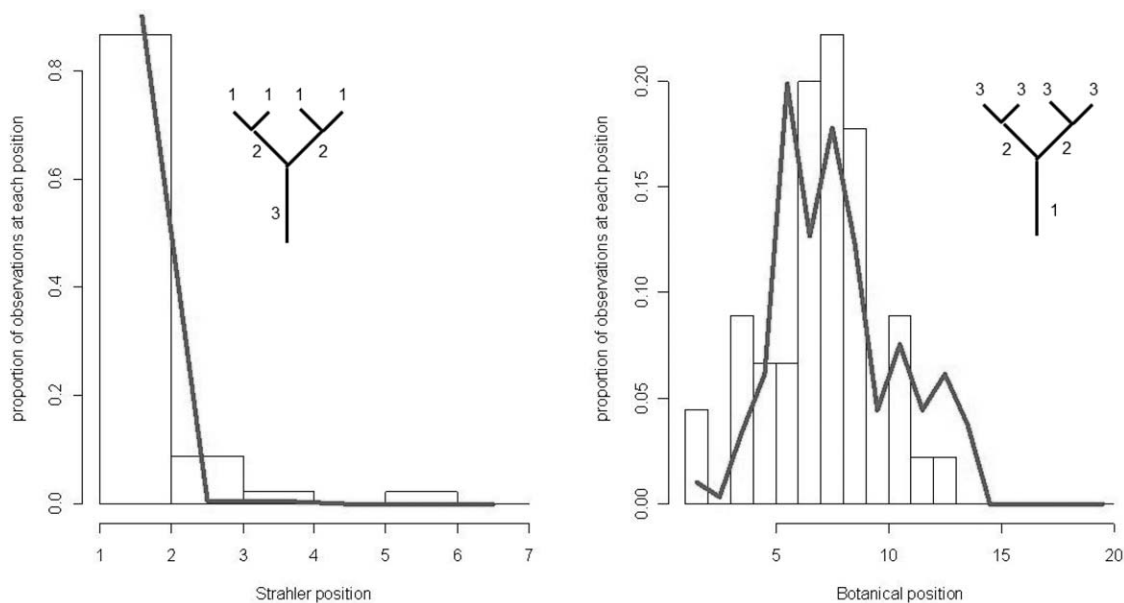 proportion of observations at each position
0.8
0.6
0.4
0.2
0.0
1 1 1 1
2 2
3
1 2 3 4 5 6 7
Strahler position
proportion of observations at each position
0.20
0.15
0.10
0.05
0.00
3 3 3 3
2 2
1
5 10 15 20
Botanical position